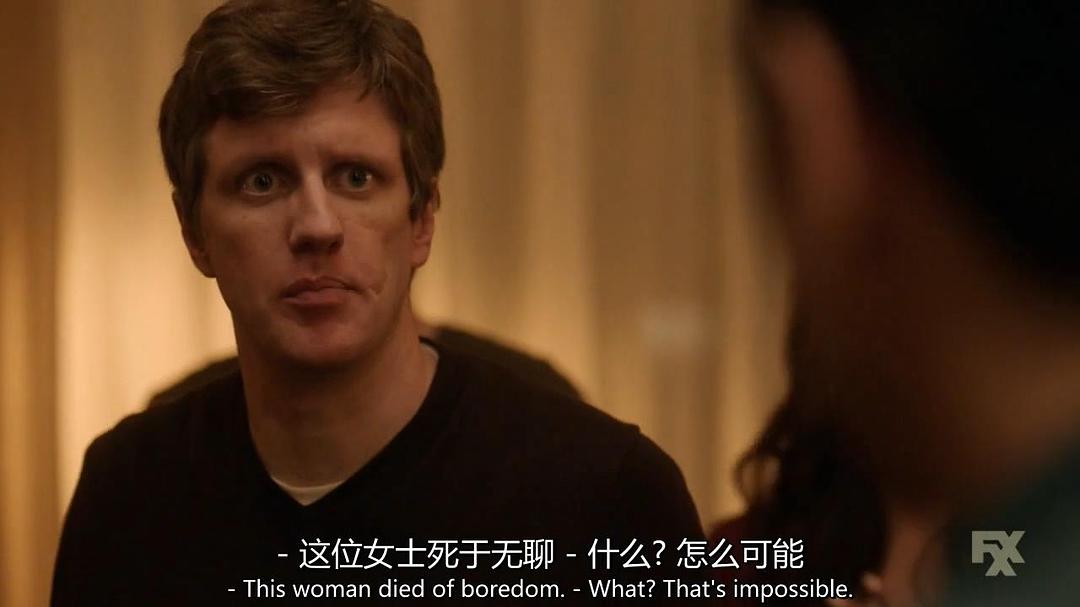 - 这位女士死于无聊 - 什么? 怎么可能
- This woman died of boredom. - What? That's impossible.
FX